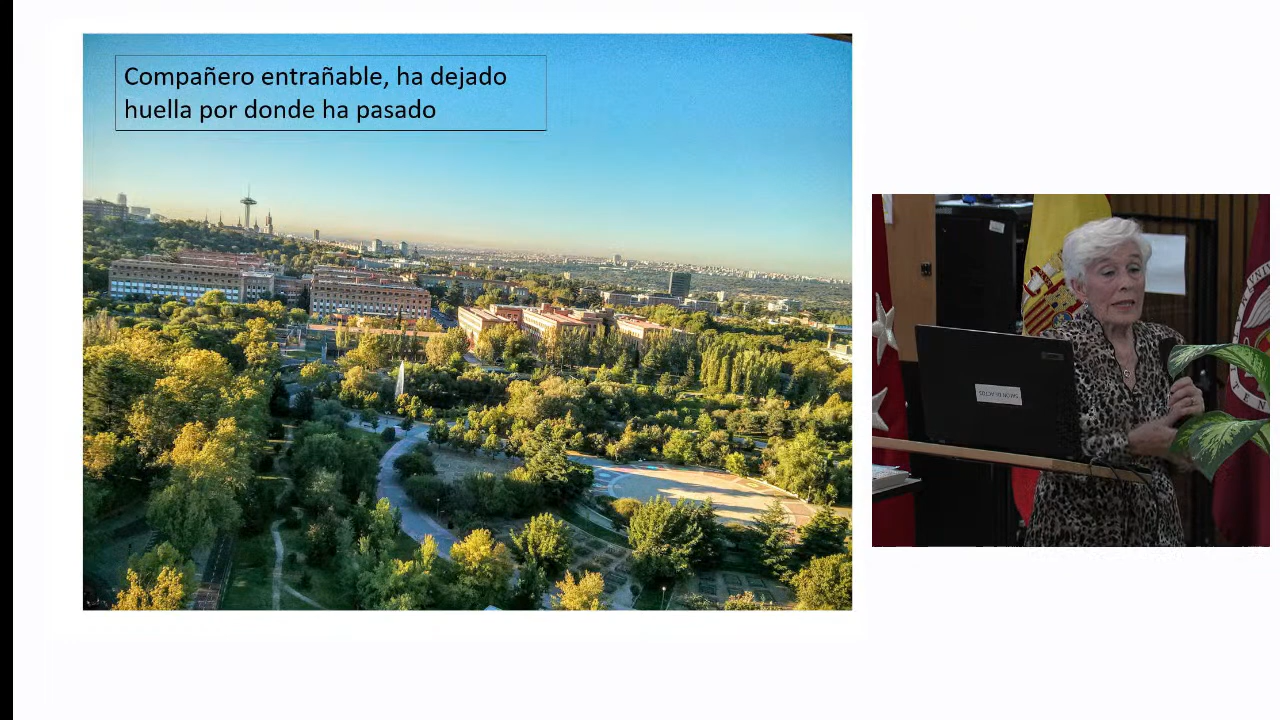 Compañero entrañable, ha dejado
huella por donde ha pasado